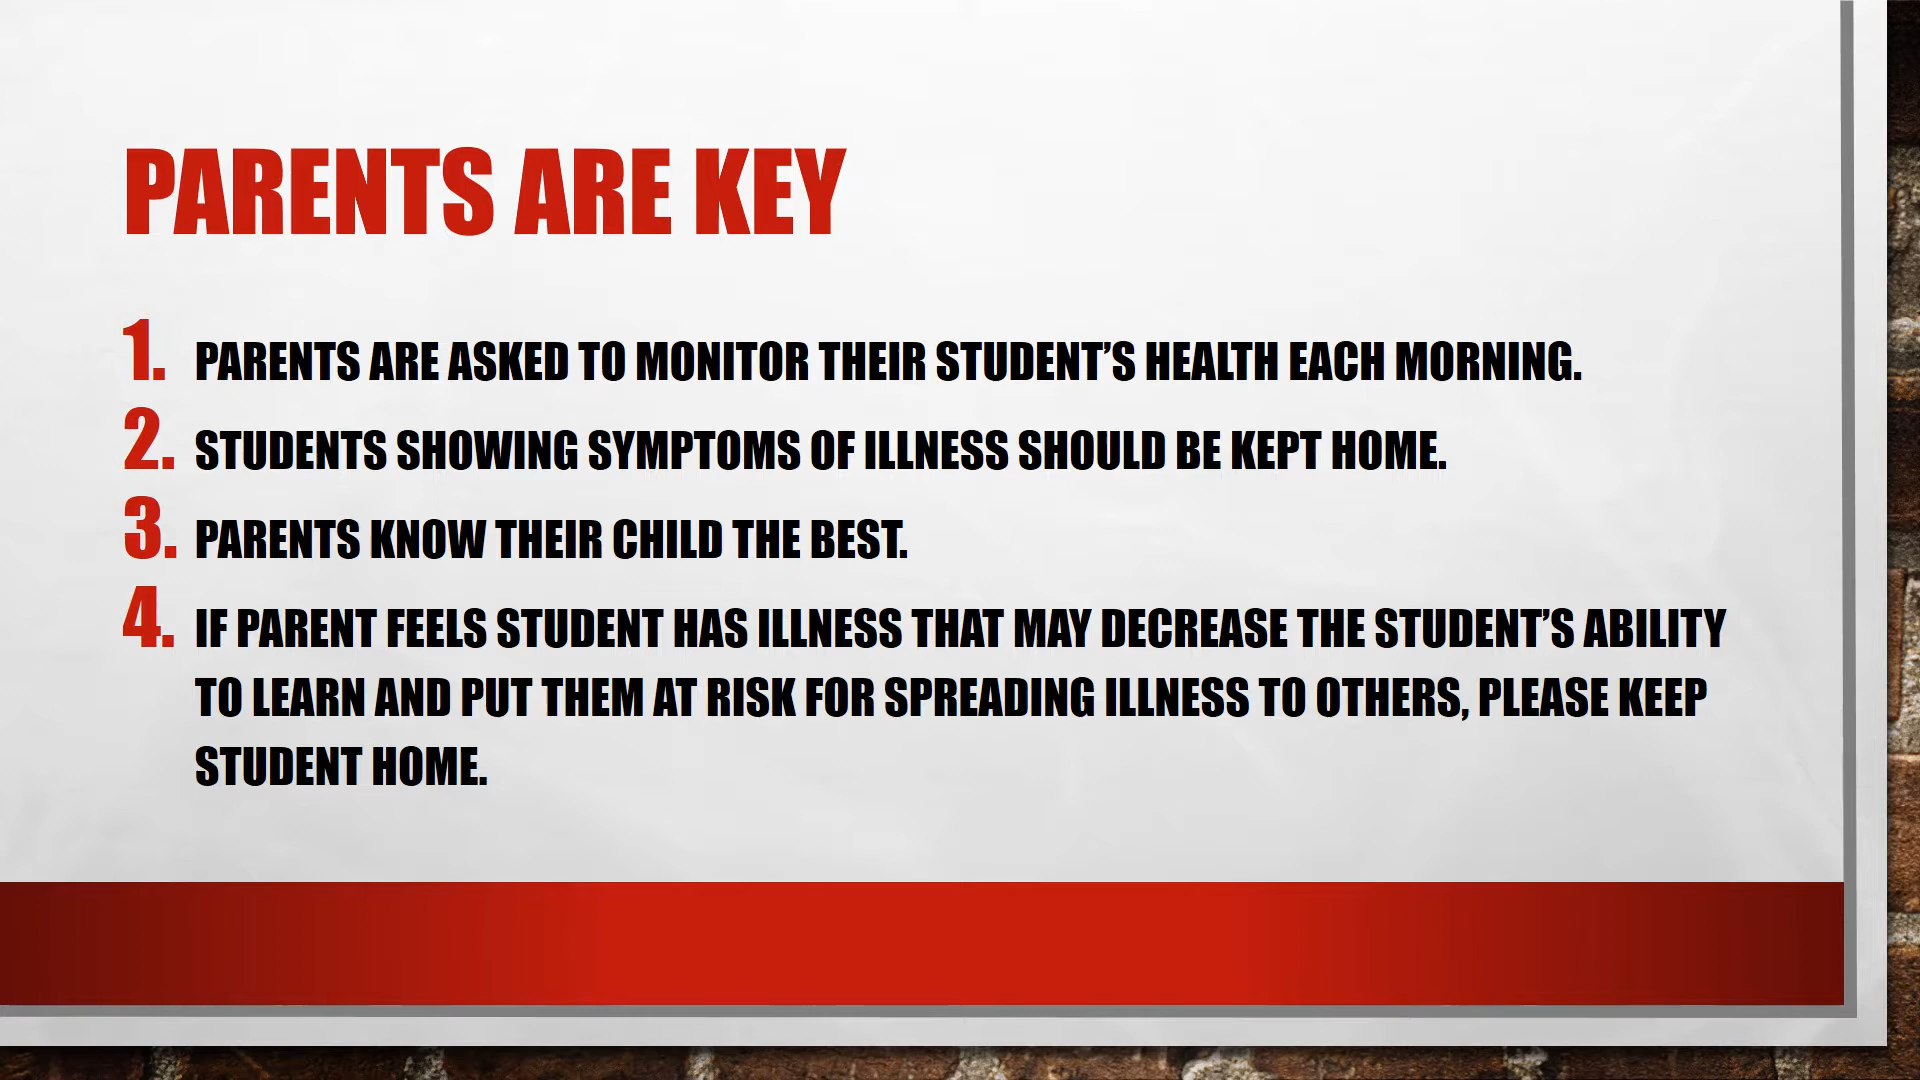 PARENTS ARE KEY
1. PARENTS ARE ASKED TO MONITOR THEIR STUDENT’S HEALTH EACH MORNING.
2. STUDENTS SHOWING SYMPTOMS OF ILLNESS SHOULD BE KEPT HOME.
3. PARENTS KNOW THEIR CHILD THE BEST.
4. IF PARENT FEELS STUDENT HAS ILLNESS THAT MAY DECREASE THE STUDENT’S ABILITY
TO LEARN AND PUT THEM AT RISK FOR SPREADING ILLNESS TO OTHERS, PLEASE KEEP
STUDENT HOME.